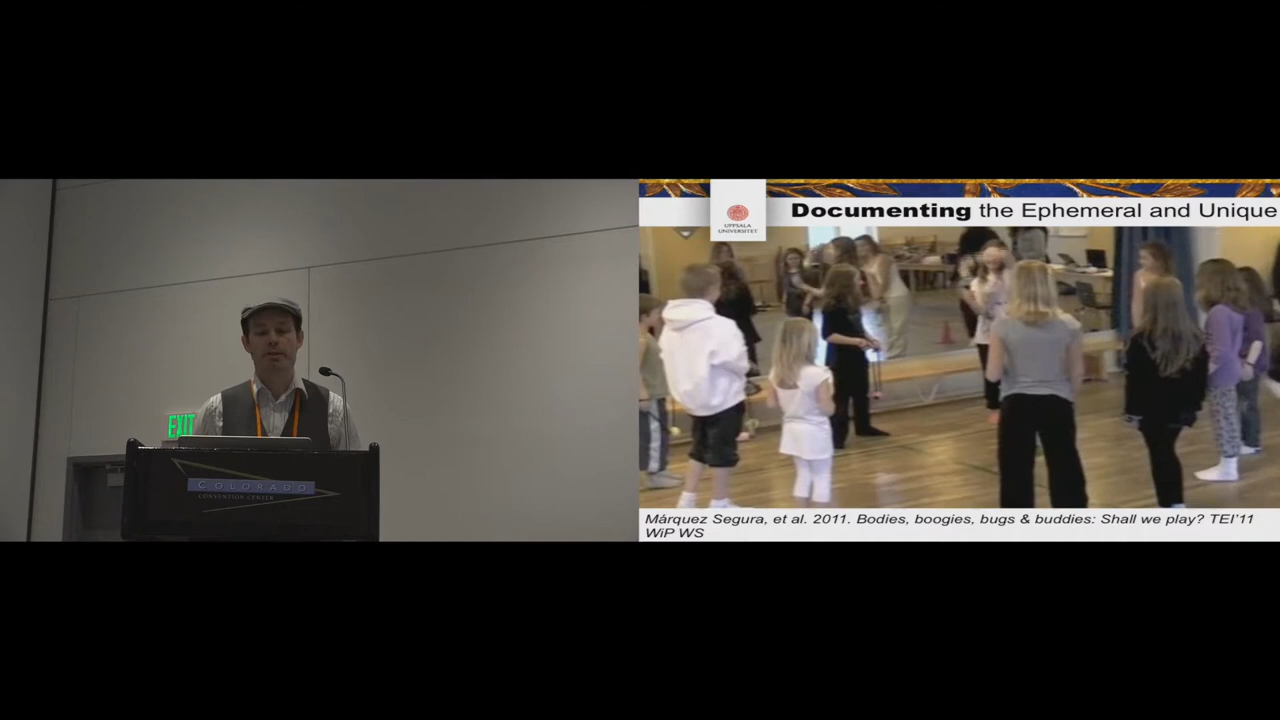 EXIT
COLORADO
CONVENTION CENTER
UPPSALA
UNIVERSITET
Documenting the Ephemeral and Unique
Márquez Segura, et al. 2011. Bodies, boogies, bugs & buddies: Shall we play? TEI'11
WiP WS